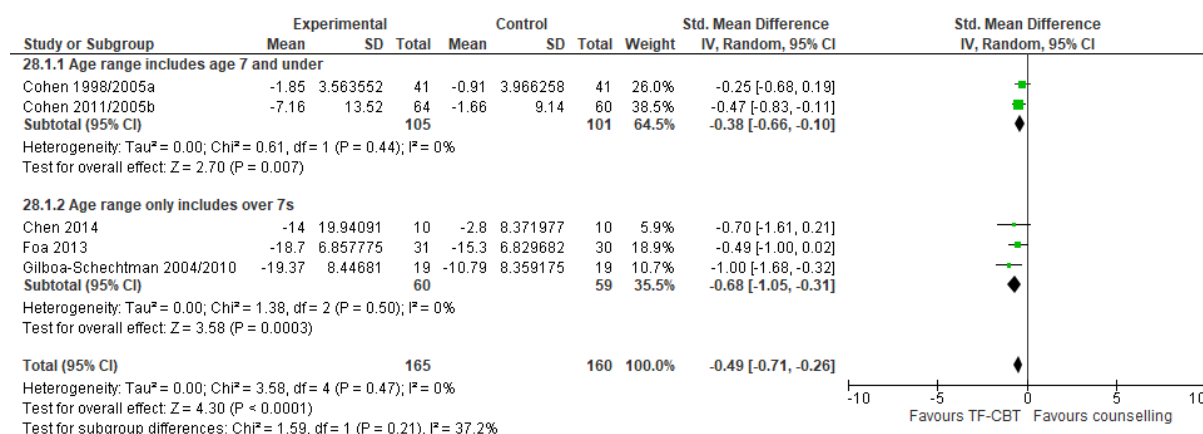 Experimental Control Std. Mean Difference Std. Mean Difference
Study or Subgroup Mean SD Total Mean SD Total Weight IV, Random, 95% CI IV, Random, 95% CI
28.1.1 Age range includes age 7 and under
Cohen 1998/2005a -1.85 3.563552 41 -0.91 3.966258 41 26.0% -0.25 [-0.68, 0.19]
Cohen 2011/2005b -7.16 13.52 64 -1.66 9.14 60 38.5% -0.47 [-0.83, -0.11]
Subtotal (95% CI) 105 101 64.5% -0.38 [-0.66, -0.10]
Heterogeneity: Tau² = 0.00; Chi² = 0.61, df = 1 (P = 0.44); I² = 0%
Test for overall effect: Z = 2.70 (P = 0.007)
28.1.2 Age range only includes over 7s
Chen 2014 -14 19.94091 10 -2.8 8.371977 10 5.9% -0.70 [-1.61, 0.21]
Foa 2013 -18.7 6.857775 31 -15.3 6.829682 30 18.9% -0.49 [-1.00, 0.02]
Gilboa-Schechtman 2004/2010 -19.37 8.44681 19 -10.79 8.359175 19 10.7% -1.00 [-1.68, -0.32]
Subtotal (95% CI) 60 59 35.5% -0.68 [-1.05, -0.31]
Heterogeneity: Tau² = 0.00; Chi² = 1.38, df = 2 (P = 0.50); I² = 0%
Test for overall effect: Z = 3.58 (P = 0.0003)
Total (95% CI) 165 160 100.0% -0.49 [-0.71, -0.26]
Heterogeneity: Tau² = 0.00; Chi² = 3.58, df = 4 (P = 0.47); I² = 0%
Test for overall effect: Z = 4.30 (P < 0.0001)
Test for subgroup differences: Chi² = 1.59, df = 1 (P = 0.21), I² = 37.2%
-10 -5 0 5 10
Favours TF-CBT Favours counselling